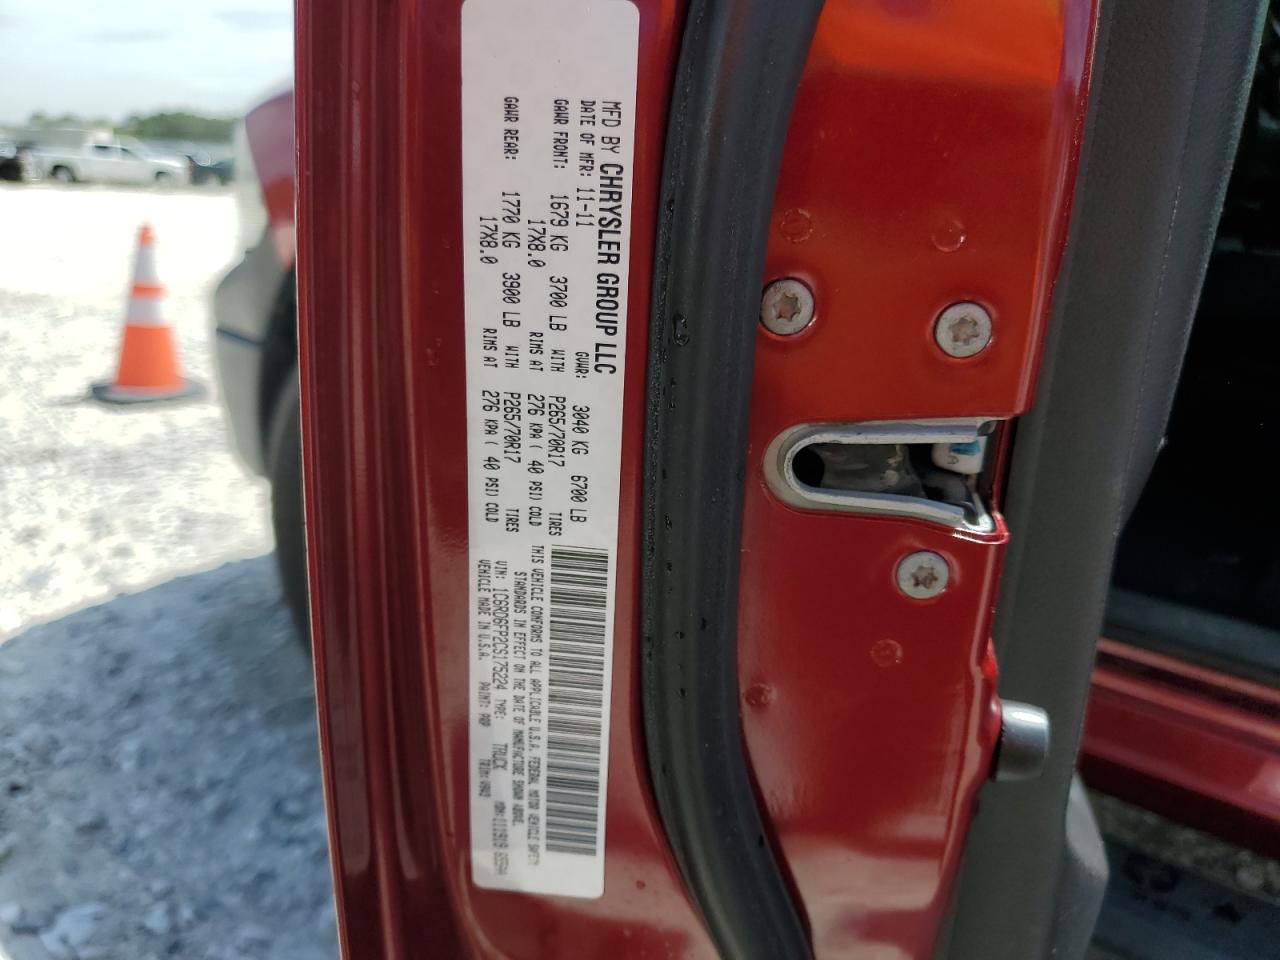 MFD BY CHRYSLER GROUP LLC
DATE OF MFR: 11-11 GVWR: 3040 KG 6700 LB
GAWR FRONT: 1679 KG 3700 LB WITH P265/70R17 TIRES
17X8.0 RIMS AT 276 KPA ( 40 PSI) COLD
GAWR REAR: 1770 KG 3900 LB WITH P265/70R17 TIRES
17X8.0 RIMS AT 276 KPA ( 40 PSI) COLD
THIS VEHICLE CONFORMS TO ALL APPLICABLE U.S.A. FEDERAL MOTOR VEHICLE SAFETY
STANDARDS IN EFFECT ON THE DATE OF MANUFACTURE SHOWN ABOVE.
VIN: 1C6RD6FP2CS175224 TYPE: TRUCK MDH: 111919
VEHICLE MADE IN U.S.A. PAINT: PRP TRIM: